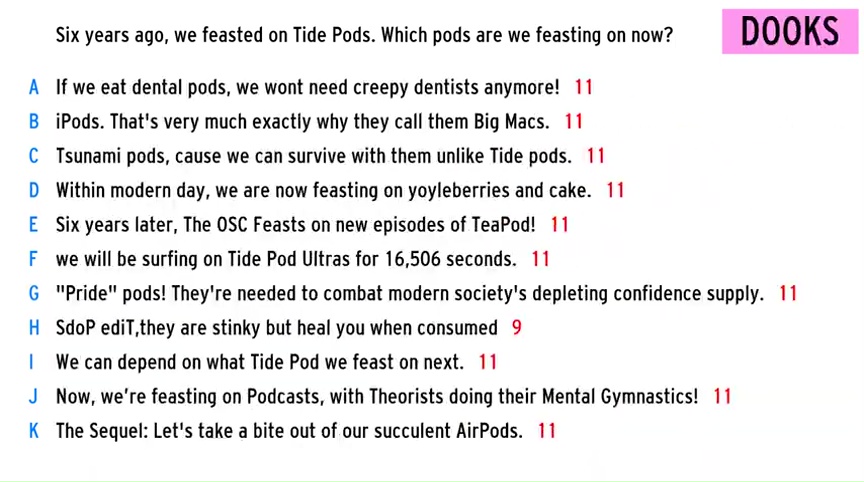 Six years ago, we feasted on Tide Pods. Which pods are we feasting on now?
DOOKS
A If we eat dental pods, we wont need creepy dentists anymore! 11
B iPods. That's very much exactly why they call them Big Macs. 11
C Tsunami pods, cause we can survive with them unlike Tide pods. 11
D Within modern day, we are now feasting on yoyleberries and cake. 11
E Six years later, The OSC Feasts on new episodes of TeaPod! 11
F we will be surfing on Tide Pod Ultras for 16,506 seconds. 11
G "Pride" pods! They're needed to combat modern society's depleting confidence supply. 11
H SdoP ediT,they are stinky but heal you when consumed 9
I We can depend on what Tide Pod we feast on next. 11
J Now, we're feasting on Podcasts, with Theorists doing their Mental Gymnastics! 11
K The Sequel: Let's take a bite out of our succulent AirPods. 11